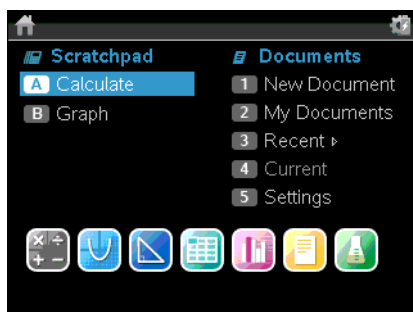 Scratchpad
A Calculate
B Graph
Documents
1 New Document
2 My Documents
3 Recent ▹
4 Current
5 Settings